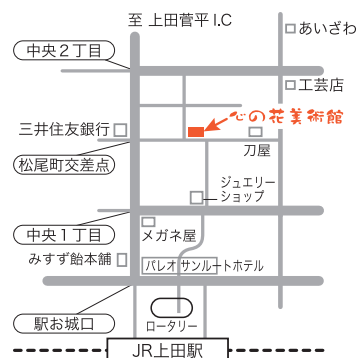 至 上田菅平 I.C
あいざわ
中央2丁目
工芸店
心の花美術館
三井住友銀行
刀屋
松尾町交差点
ジュエリー
ショップ
中央1丁目
メガネ屋
みすず飴本舗
パレオ サンルートホテル
駅お城口
ロータリー
JR上田駅